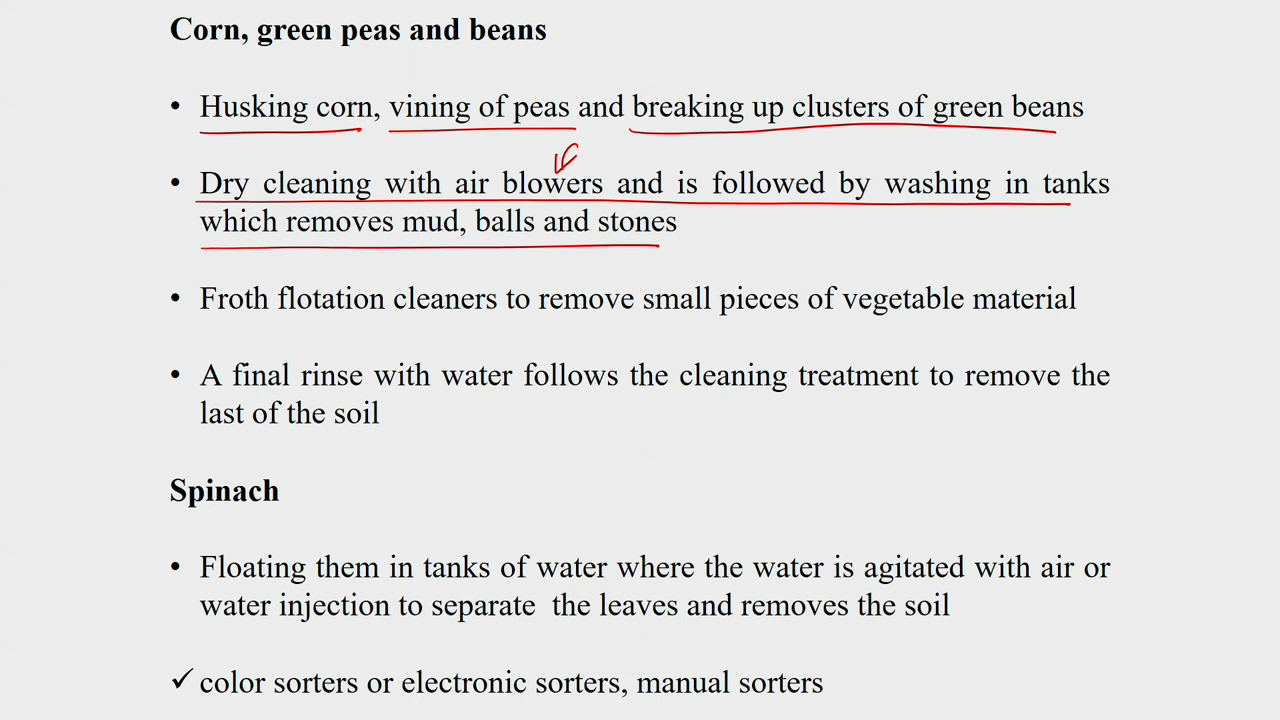 Corn, green peas and beans
• Husking corn, vining of peas and breaking up clusters of green beans
• Dry cleaning with air blowers and is followed by washing in tanks
which removes mud, balls and stones
• Froth flotation cleaners to remove small pieces of vegetable material
• A final rinse with water follows the cleaning treatment to remove the
last of the soil
Spinach
• Floating them in tanks of water where the water is agitated with air or
water injection to separate the leaves and removes the soil
✓ color sorters or electronic sorters, manual sorters